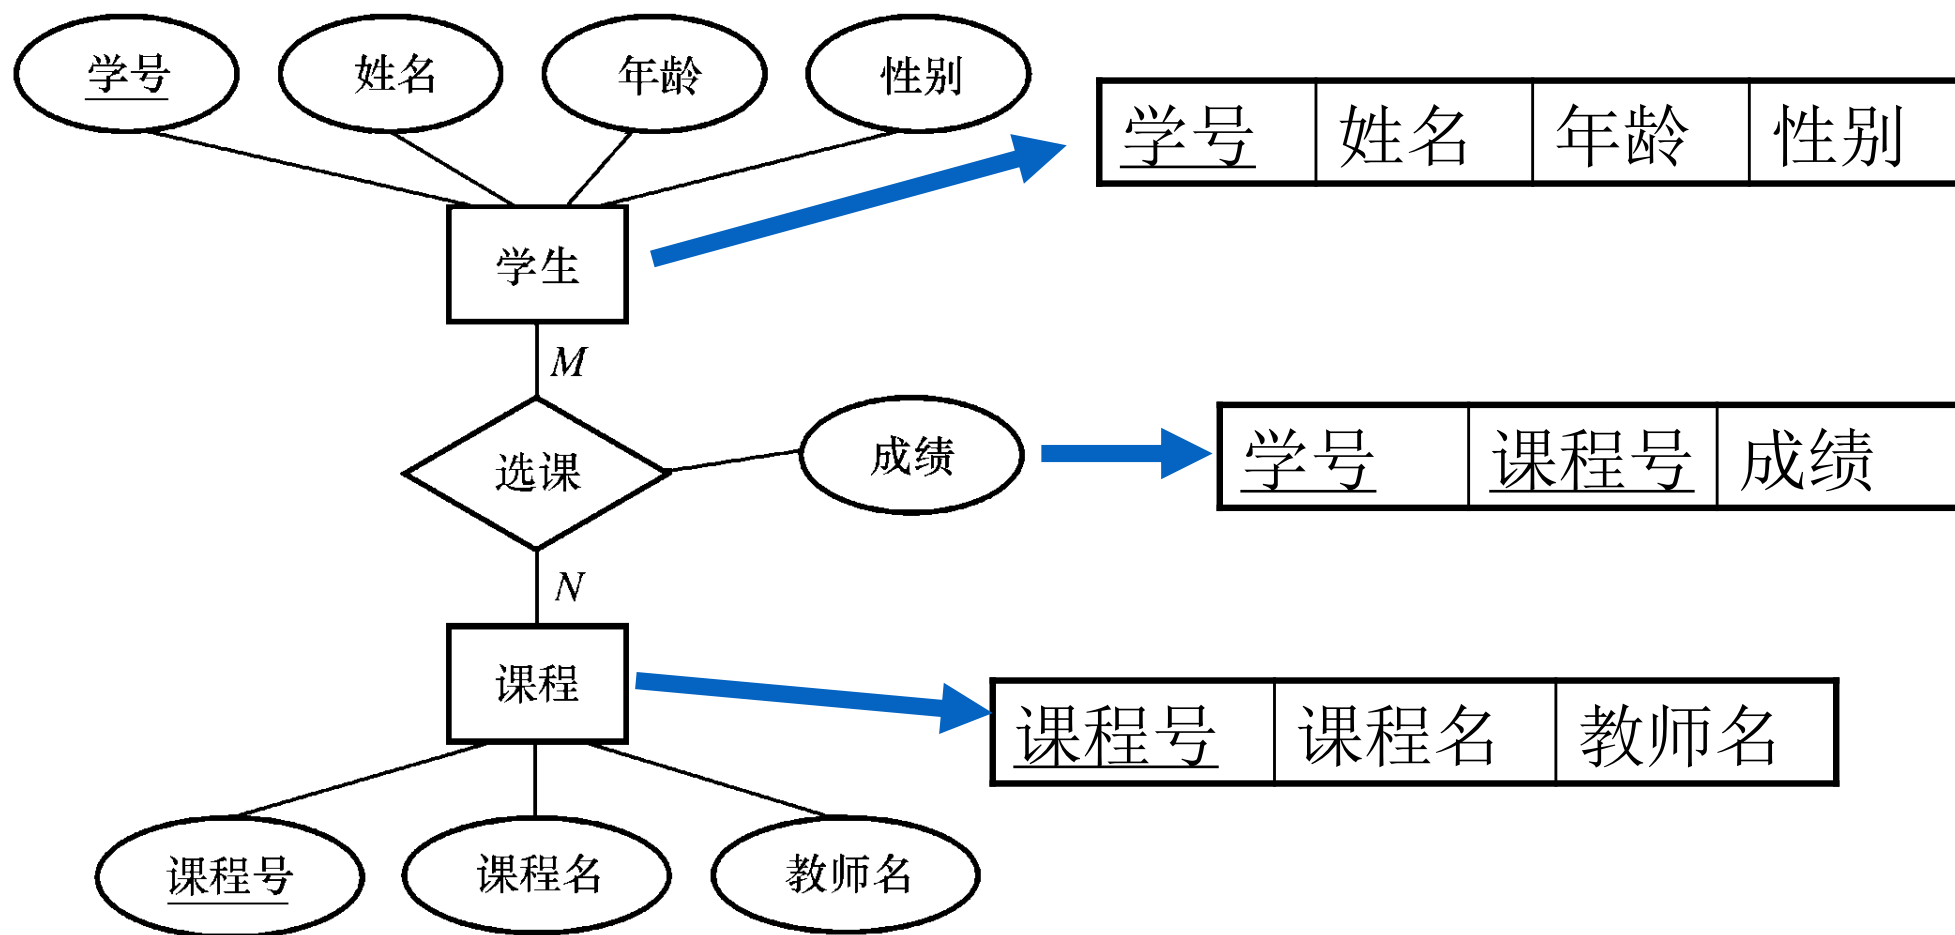 学号 姓名 年龄 性别
学号 姓名 年龄 性别
学生
M
选课 成绩
学号 课程号 成绩
N
课程
课程号 课程名 教师名
课程号 课程名 教师名